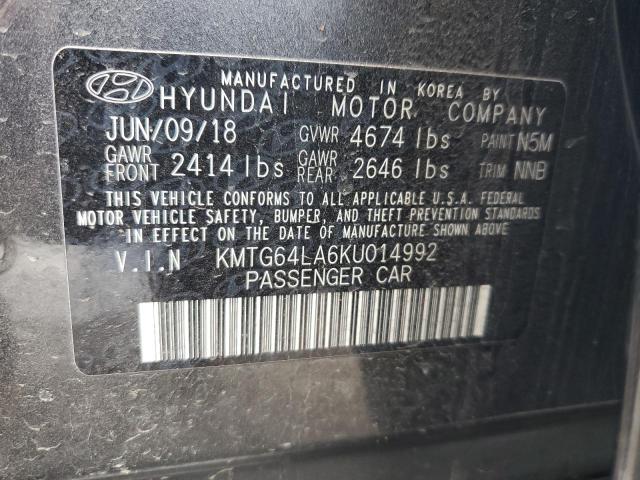 MANUFACTURED IN KOREA BY
HYUNDAI MOTOR COMPANY
JUN/09/18 GVWR 4674 lbs PAINT N5M
GAWR FRONT 2414 lbs GAWR REAR 2646 lbs TRIM NNB
THIS VEHICLE CONFORMS TO ALL APPLICABLE U.S.A. FEDERAL
MOTOR VEHICLE SAFETY, BUMPER, AND THEFT PREVENTION STANDARDS
IN EFFECT ON THE DATE OF MANUFACTURE SHOWN ABOVE.
V.I.N KMTG64LA6KU014992
PASSENGER CAR